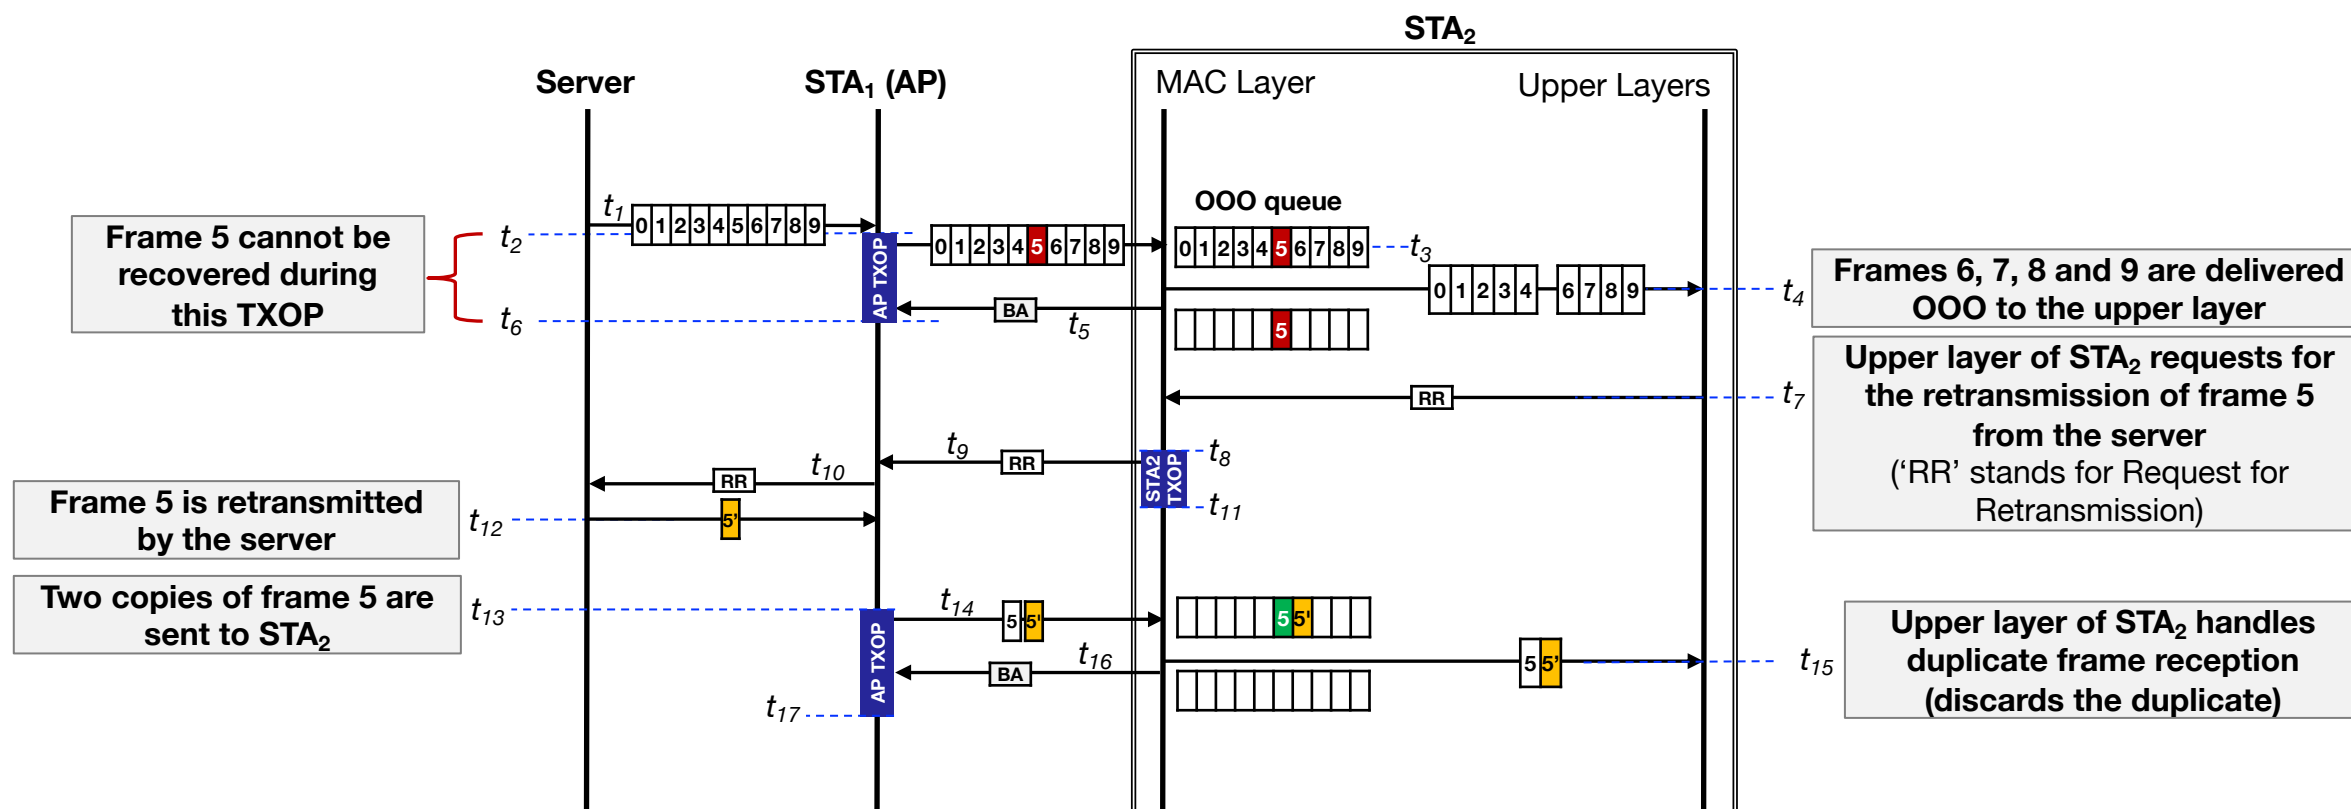 STA2
Server
STA1 (AP)
MAC Layer
Upper Layers
OOO queue
t1
0 1 2 3 4 5 6 7 8 9
t2
Frame 5 cannot be
recovered during
this TXOP
AP TXOP
0 1 2 3 4 5 6 7 8 9
0 1 2 3 4 5 6 7 8 9
t3
0 1 2 3 4
6 7 8 9
t4
Frames 6, 7, 8 and 9 are delivered
OOO to the upper layer
t6
BA
t5
5
Upper layer of STA2 requests for
the retransmission of frame 5
from the server
('RR' stands for Request for
Retransmission)
RR
t7
t9
RR
STA2
TXOP
t8
t11
RR
t10
Frame 5 is retransmitted
by the server
t12
5'
Two copies of frame 5 are
sent to STA2
t13
AP TXOP
t14
5 5'
5 5'
BA
t16
5 5'
t15
Upper layer of STA2 handles
duplicate frame reception
(discards the duplicate)
t17